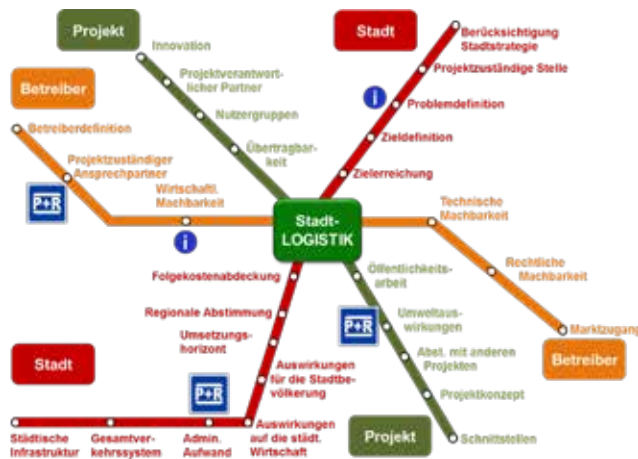 Projekt
Stadt
Innovation
Berücksichtigung
Stadtstrategie
Projektverantwort-
licher Partner
Projektzuständige Stelle
Betreiber
i
Nutzergruppen
Problemdefinition
Betreiberdefinition
Übertragbar-
keit
Zieldefinition
Projektzuständiger
Ansprechpartner
Zielerreichung
P+R
Wirtschaftl.
Machbarkeit
Technische
Machbarkeit
Stadt-
LOGISTIK
i
Folgekostenabdeckung
Öffentlichkeits-
arbeit
Rechtliche
Machbarkeit
Regionale Abstimmung
P+R
Umweltaus-
wirkungen
Umsetzungs-
horizont
Marktzugang
Stadt
Abst. mit anderen
Projekten
Betreiber
Auswirkungen
für die Stadtbe-
völkerung
P+R
Projektkonzept
Städtische
Infrastruktur
Gesamtver-
kehrssystem
Admin.
Aufwand
Auswirkungen
auf die städt.
Wirtschaft
Projekt
Schnittstellen